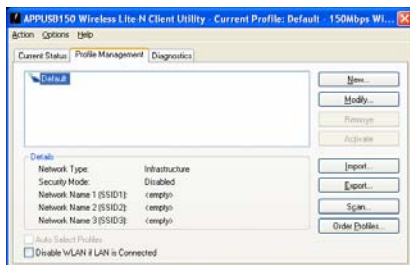 APPUSB150 Wireless Lite-N Client Utility - Current Profile: Default - 150Mbps Wi...
Action Options Help
Current Status Profile Management Diagnostics
Default
New...
Modify...
Remove
Activate
Details
Network Type: Infrastructure
Security Mode: Disabled
Network Name 1 (SSID1): <empty>
Network Name 2 (SSID2): <empty>
Network Name 3 (SSID3): <empty>
Import...
Export...
Scan...
Order Profiles...
Auto Select Profiles
Disable WLAN if LAN is Connected